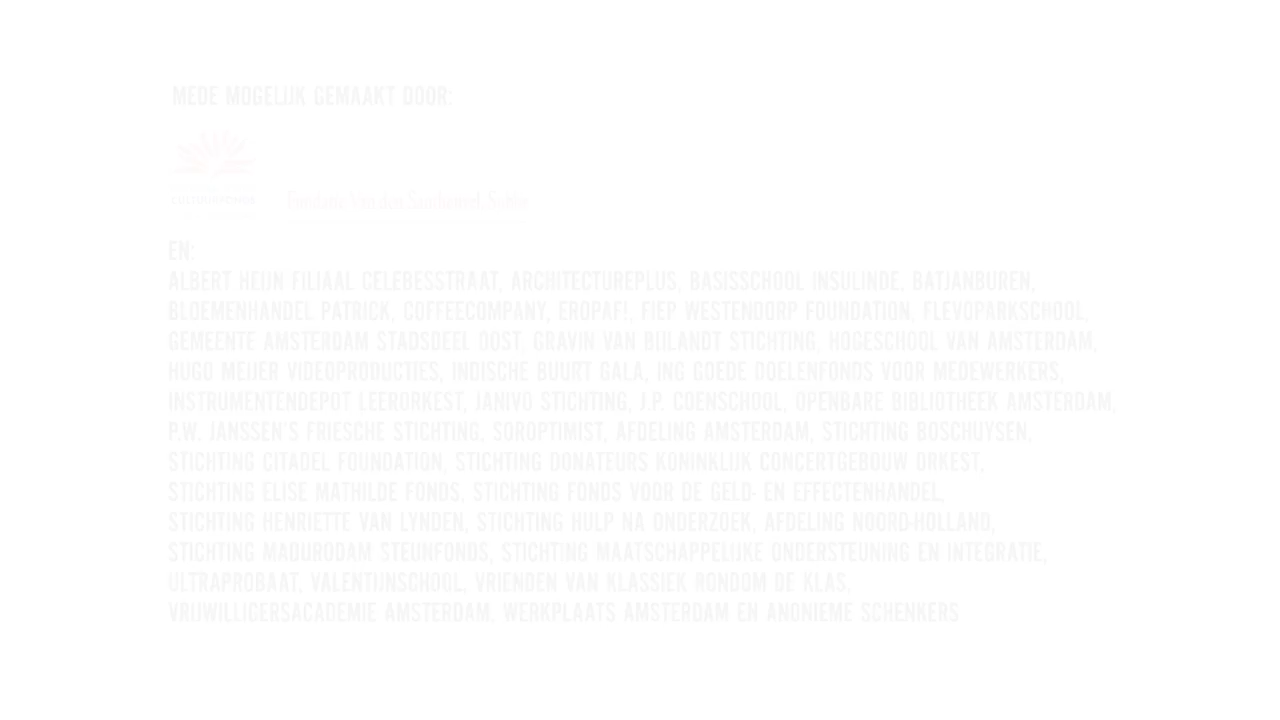 MEDE MOGELIJK GEMAAKT DOOR:
EN:
ALBERT HEIJN FILIAAL CELEBESSTRAAT, ARCHITECTUREPLUS, BASISSCHOOL INSULINDE, BATJANBUREN,
BLOEMENHANDEL PATRICK, COFFEECOMPANY, EROPAF!, FIEP WESTENDORP FOUNDATION, FLEVOPARKSCHOOL,
GEMEENTE AMSTERDAM STADSDEEL OOST, GRAVIN VAN BIJLANDT STICHTING, HOGESCHOOL VAN AMSTERDAM,
HUGO MEIJER VIDEOPRODUCTIES, INDISCHE BUURT GALA, ING GOEDE DOELENFONDS VOOR MEDEWERKERS,
INSTRUMENTENDEPOT LEERORKEST, JANIVO STICHTING, J.P. COENSCHOOL, OPENBARE BIBLIOTHEEK AMSTERDAM,
P.W. JANSSEN'S FRIESCHE STICHTING, SOROPTIMIST, AFDELING AMSTERDAM, STICHTING BOSCHUYSEN,
STICHTING CITADEL FOUNDATION, STICHTING DONATEURS KONINKLIJK CONCERTGEBOUW ORKEST,
STICHTING ELISE MATHILDE FONDS, STICHTING FONDS VOOR DE GELD- EN EFFECTENHANDEL,
STICHTING HENRIETTE VAN LYNDEN, STICHTING HULP NA ONDERZOEK, AFDELING NOORD-HOLLAND,
STICHTING MADURODAM STEUNFONDS, STICHTING MAATSCHAPPELIJKE ONDERSTEUNING EN INTEGRATIE,
ULTRAPROBAAT, VALENTIJNSCHOOL, VRIENDEN VAN KLASSIEK RONDOM DE KLAS,
VRIJWILLIGERSACADEMIE AMSTERDAM, WERKPLAATS AMSTERDAM EN ANONIEME SCHENKERS